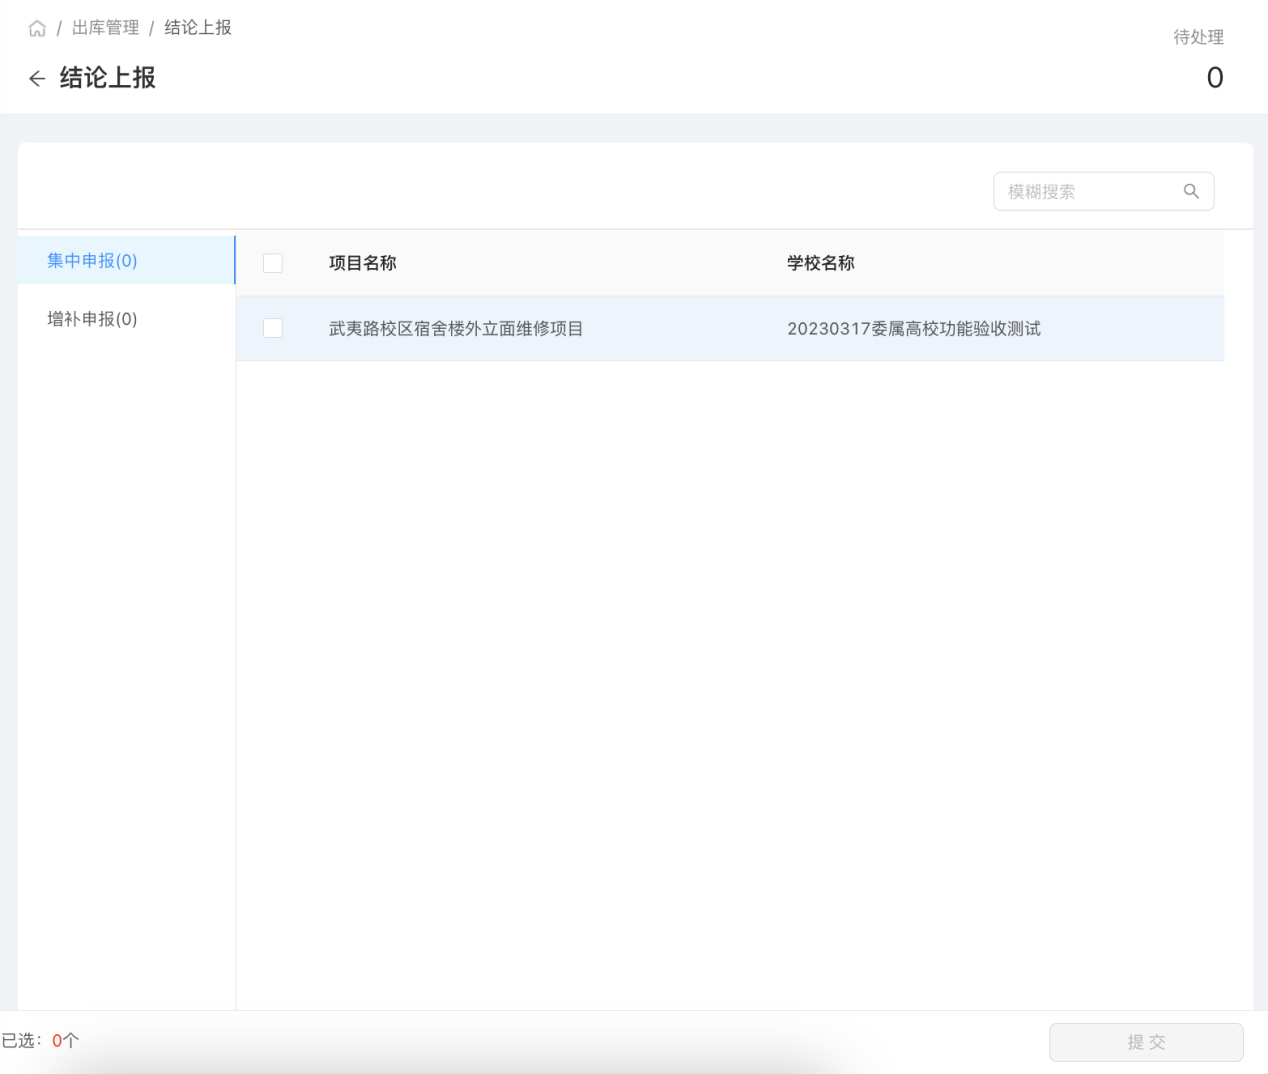 / 出库管理 / 结论上报
待处理
结论上报
0
模糊搜索
集中申报(0)
项目名称 学校名称
增补申报(0)
武夷路校区宿舍楼外立面维修项目 20230317委属高校功能验收测试
已选：0个
提 交